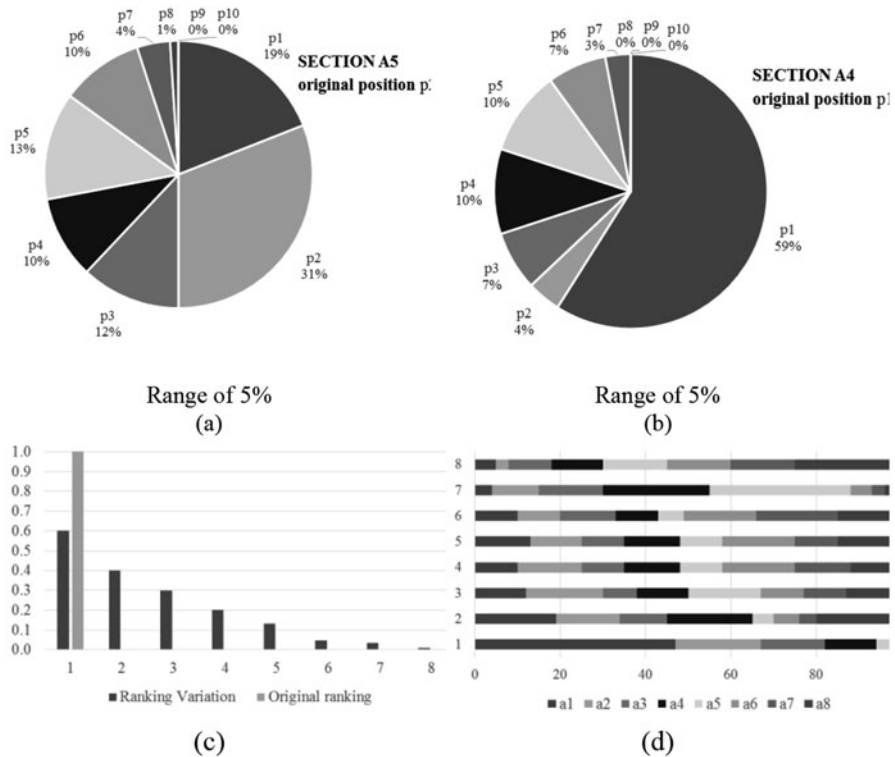 p1
19%
p2
31%
p3
12%
p4
10%
p5
13%
p6
10%
p7
4%
p8
1%
p9
0%
p10
0%
SECTION A5
original position
p1
59%
p2
4%
p3
7%
p4
10%
p5
10%
p6
7%
p7
3%
p8
0%
p9
0%
p10
0%
SECTION A4
original position p1
Range of 5%
(a)
Range of 5%
(b)
1.0
0.9
0.8
0.7
0.6
0.5
0.4
0.3
0.2
0.1
0.0
1 2 3 4 5 6 7 8
Ranking Variation Original ranking
(c)
8
7
6
5
4
3
2
1
0 20 40 60 80
a1 a2 a3 a4 a5 a6 a7 a8
(d)